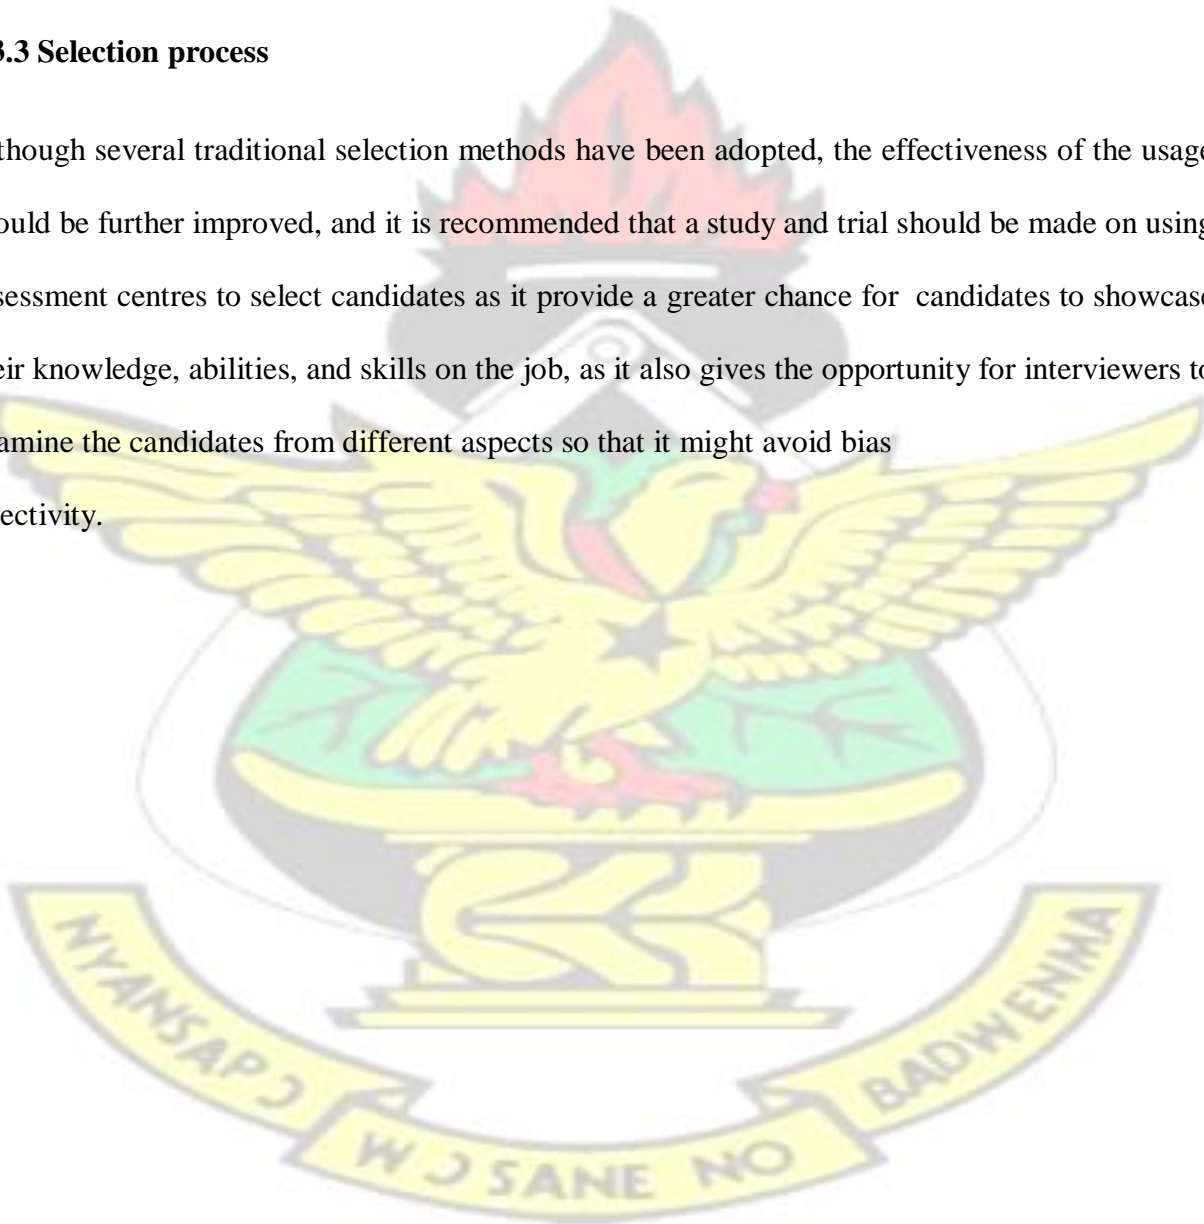 3.3 Selection process
though several traditional selection methods have been adopted, the effectiveness of the usage
ould be further improved, and it is recommended that a study and trial should be made on using
sessment centres to select candidates as it provide a greater chance for candidates to showcase
eir knowledge, abilities, and skills on the job, as it also gives the opportunity for interviewers to
amine the candidates from different aspects so that it might avoid bias
ectivity.
NYANSAPƆ
WƆSANE NO
BADWENMA